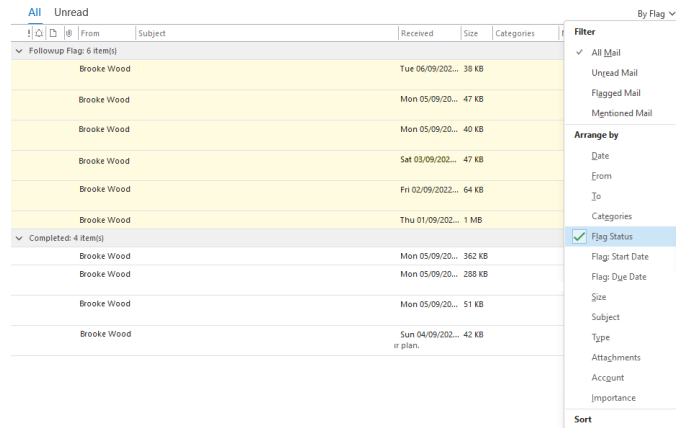 All Unread By Flag
! From Subject Received Size Categories
Followup Flag: 6 item(s)
Brooke Wood Tue 06/09/202... 38 KB
Brooke Wood Mon 05/09/20... 47 KB
Brooke Wood Mon 05/09/20... 40 KB
Brooke Wood Sat 03/09/202... 47 KB
Brooke Wood Fri 02/09/2022... 64 KB
Brooke Wood Thu 01/09/202... 1 MB
Completed: 4 item(s)
Brooke Wood Mon 05/09/20... 362 KB
Brooke Wood Mon 05/09/20... 288 KB
Brooke Wood Mon 05/09/20... 51 KB
Brooke Wood Sun 04/09/202... 42 KB
plan.
Filter
All Mail
Unread Mail
Flagged Mail
Mentioned Mail
Arrange by
Date
From
To
Categories
Flag Status
Flag: Start Date
Flag: Due Date
Size
Subject
Type
Attachments
Account
Importance
Sort